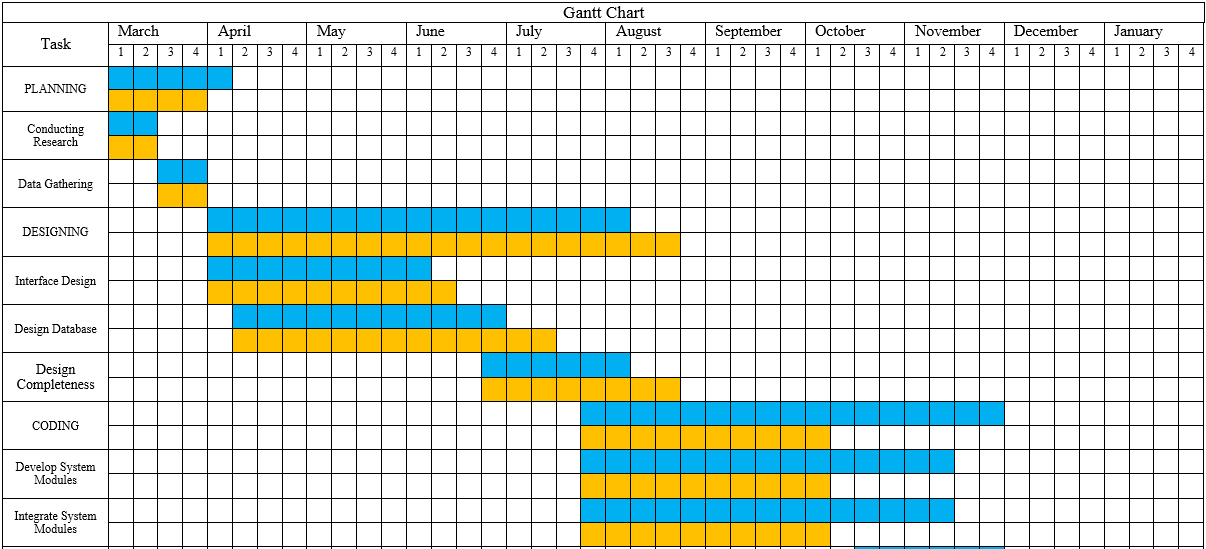 Gantt Chart
Task March April May June July August September October November December January
1 2 3 4 1 2 3 4 1 2 3 4 1 2 3 4 1 2 3 4 1 2 3 4 1 2 3 4 1 2 3 4 1 2 3 4 1 2 3 4 1 2 3 4
PLANNING
Conducting
Research
Data Gathering
DESIGNING
Interface Design
Design Database
Design
Completeness
CODING
Develop System
Modules
Integrate System
Modules